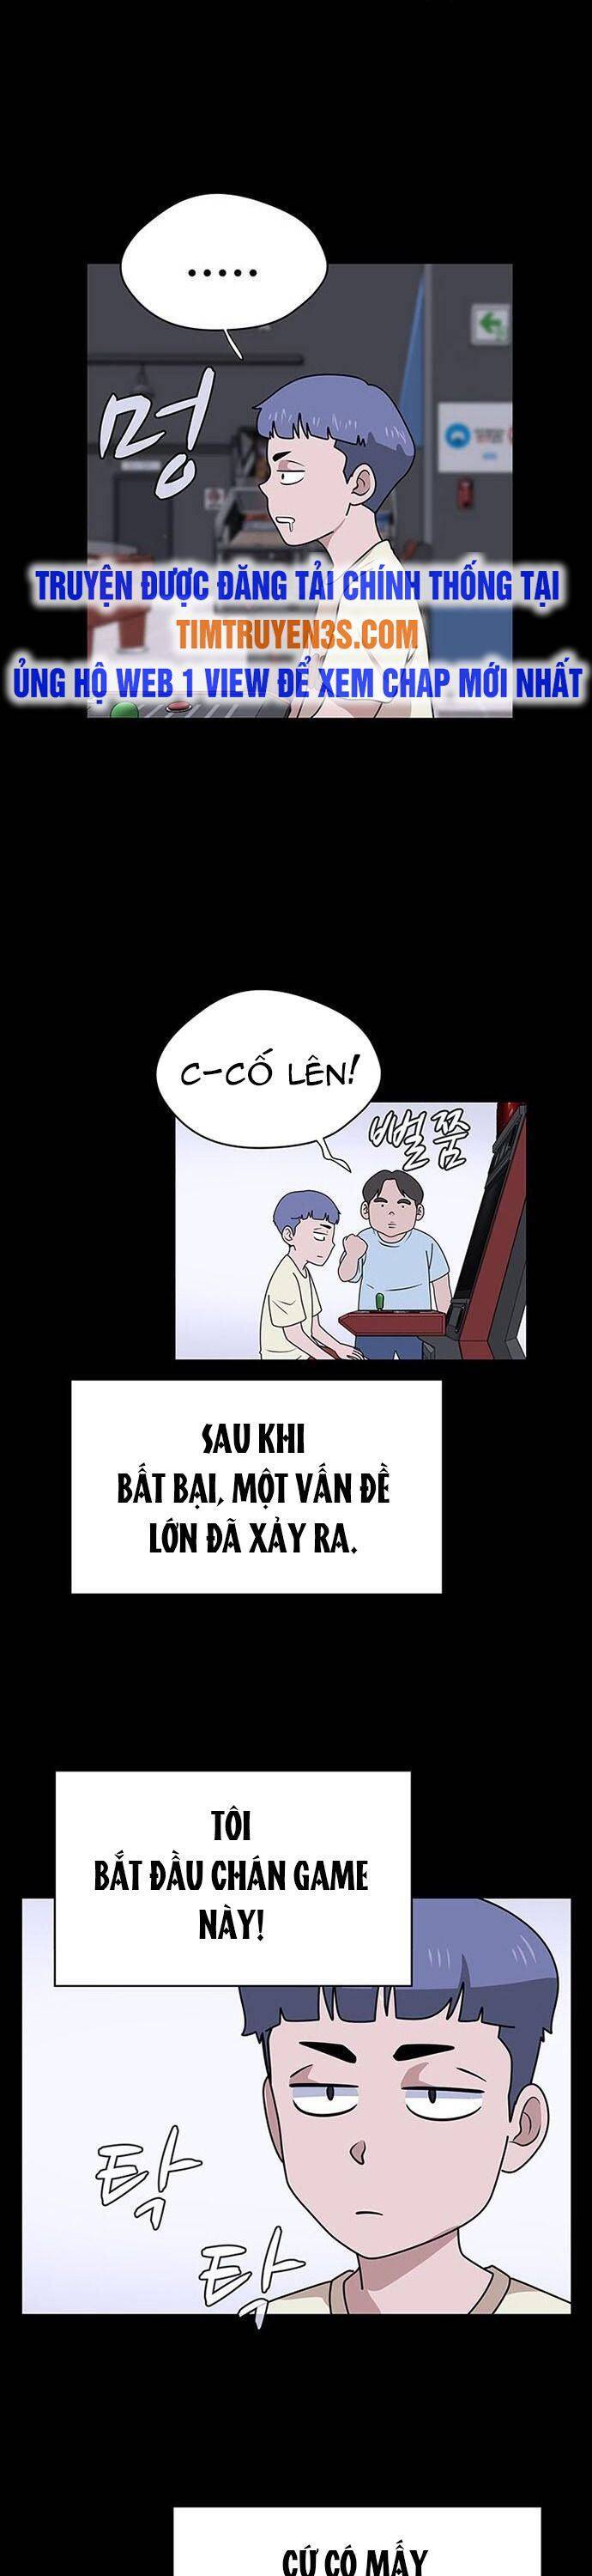 .....
멍
TRUYỆN ĐƯỢC ĐĂNG TẢI CHÍNH THỐNG TẠI
TIMTRUYEN3S.COM
ỦNG HỘ WEB 1 VIEW ĐỂ XEM CHAP MỚI NHẤT
C-CỐ LÊN!
삐쭘
SAU KHI
BẤT BẠI, MỘT VẤN ĐỀ
LỚN ĐÃ XẢY RA.
TÔI
BẮT ĐẦU CHÁN GAME
NÀY!
탁
탁
CỨ CÓ MẤY